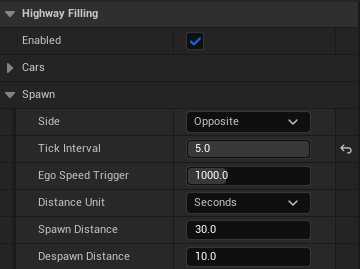 Highway Filling
Enabled
Cars
Spawn
Side Opposite
Tick Interval 5.0
Ego Speed Trigger 1000.0
Distance Unit Seconds
Spawn Distance 30.0
Despawn Distance 10.0